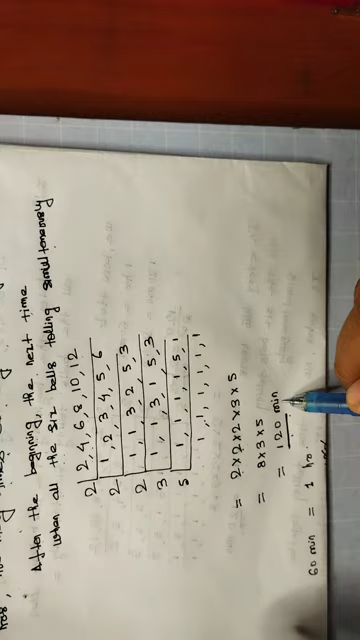 After the beginning, the next time
when all the six bells tolling simultaneously
2 | 2, 4, 6, 8, 10, 12
2 | 1, 2, 3, 4, 5, 6
2 | 1, 1, 3, 2, 5, 3
3 | 1, 1, 3, 1, 5, 3
5 | 1, 1, 1, 5, 1
1, 1, 1, 1, 1, 1
= 2 x 2 x 2 x 3 x 5
= 8 x 3 x 5
= 120 min
60 min = 1 hr.